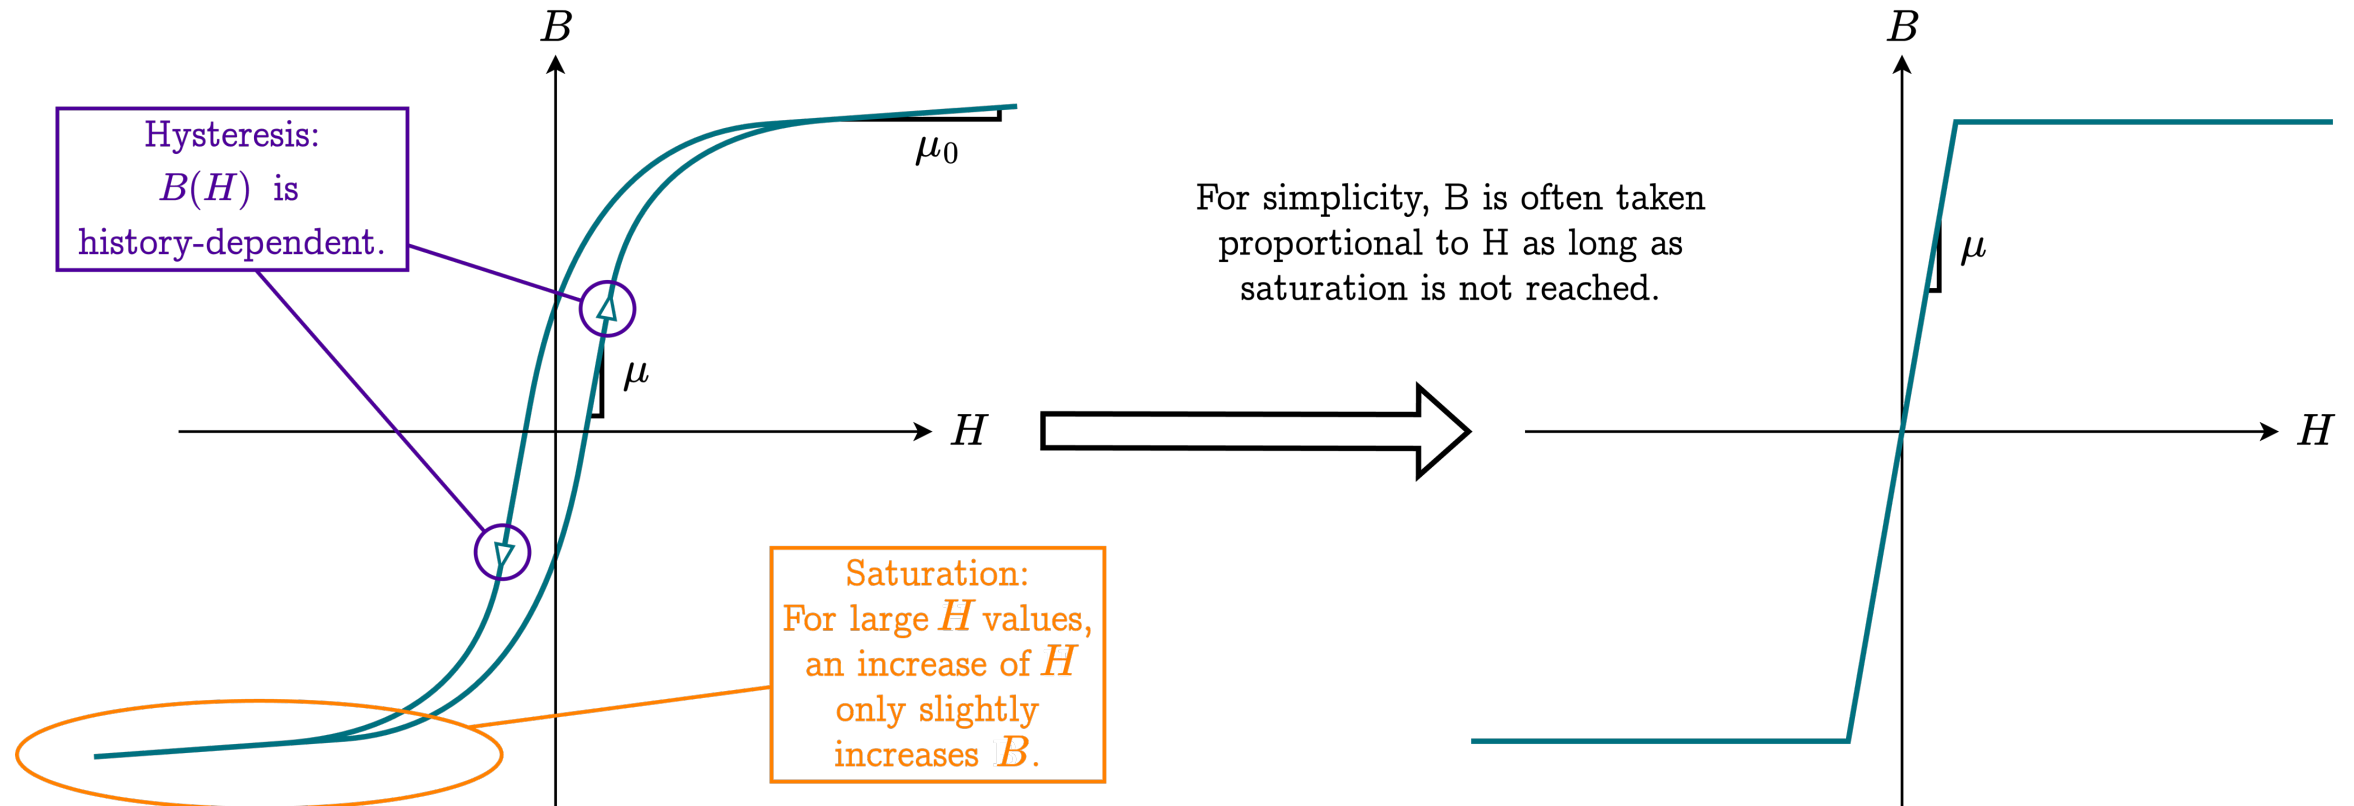 B
Hysteresis:
B(H) is
history-dependent.
μ₀
μ
H
Saturation:
For large H values,
an increase of H
only slightly
increases B.
For simplicity, B is often taken
proportional to H as long as
saturation is not reached.
B
μ
H